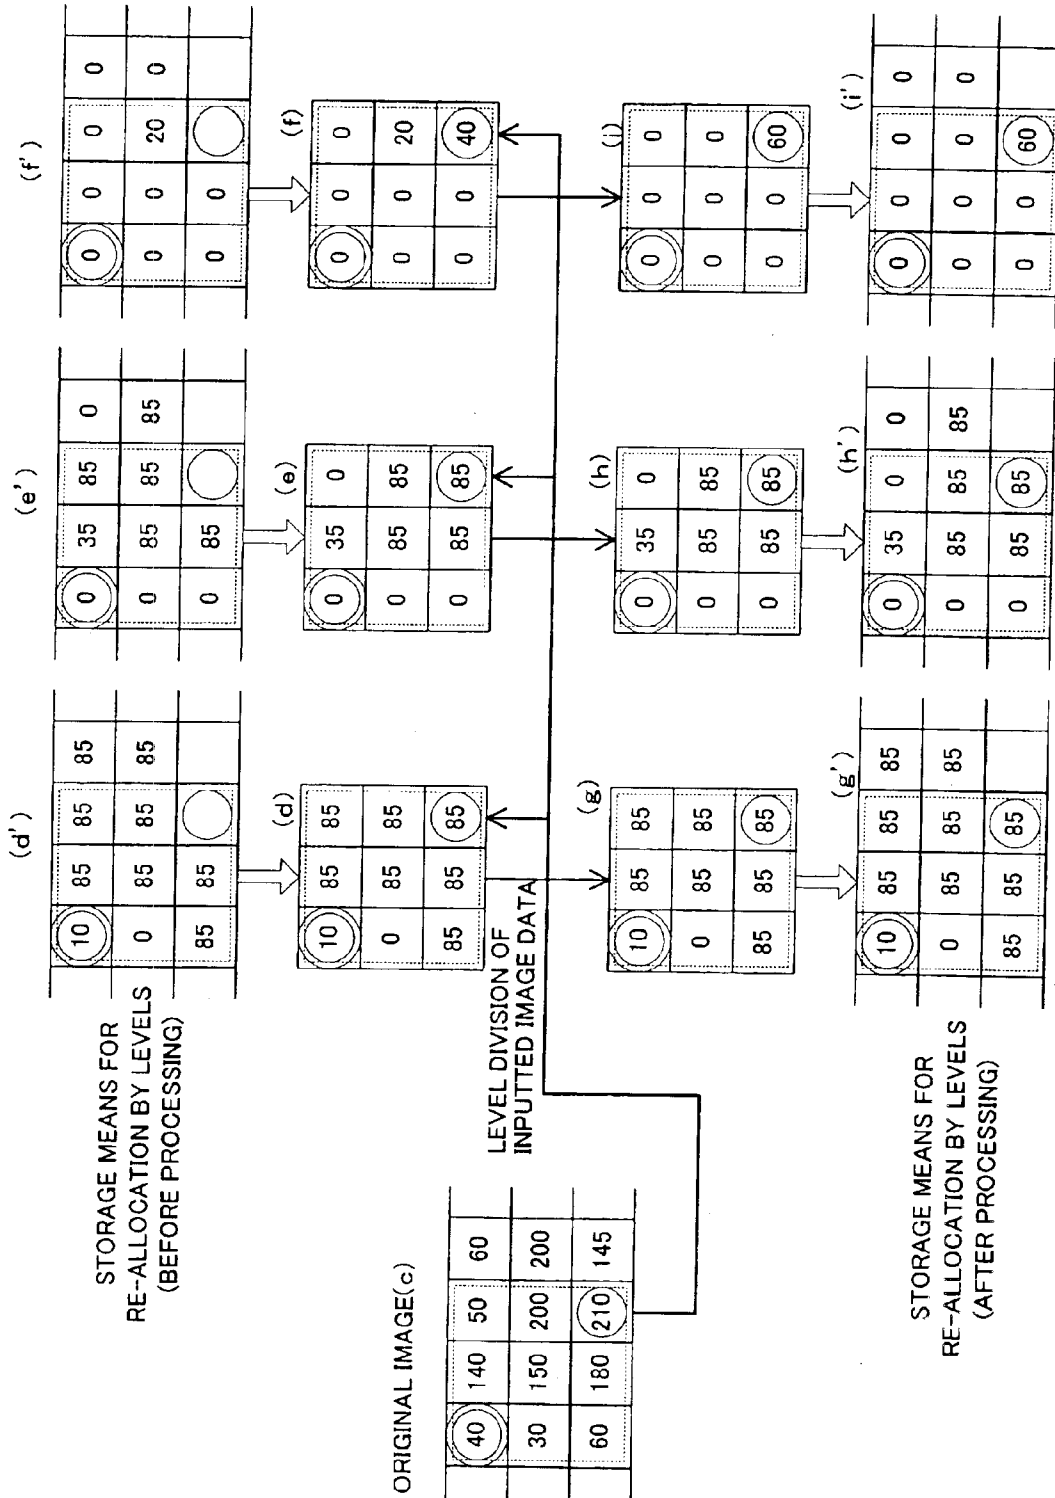 STORAGE MEANS FOR
RE-ALLOCATION BY LEVELS
(BEFORE PROCESSING)
(d')
10 85 85 85
0 85 85 85
85 85
(e')
0 35 85 0
0 85 85 85
0 85
(f')
0 0 0 0
0 0 20 0
0 0
(d)
10 85 85
0 85 85
85 85 85
(e)
0 35 0
0 85 85
0 85 85
(f)
0 0 0
0 0 20
0 0 40
ORIGINAL IMAGE(c)
40 140 50 60
30 150 200 200
60 180 210 145
LEVEL DIVISION OF
INPUTTED IMAGE DATA
(g)
10 85 85
0 85 85
85 85 85
(h)
0 35 0
0 85 85
0 85 85
(i)
0 0 0
0 0 0
0 0 60
STORAGE MEANS FOR
RE-ALLOCATION BY LEVELS
(AFTER PROCESSING)
(g')
10 85 85 85
0 85 85 85
85 85 85
(h')
0 35 0 0
0 85 85 85
0 85 85
(i')
0 0 0 0
0 0 0 0
0 0 60